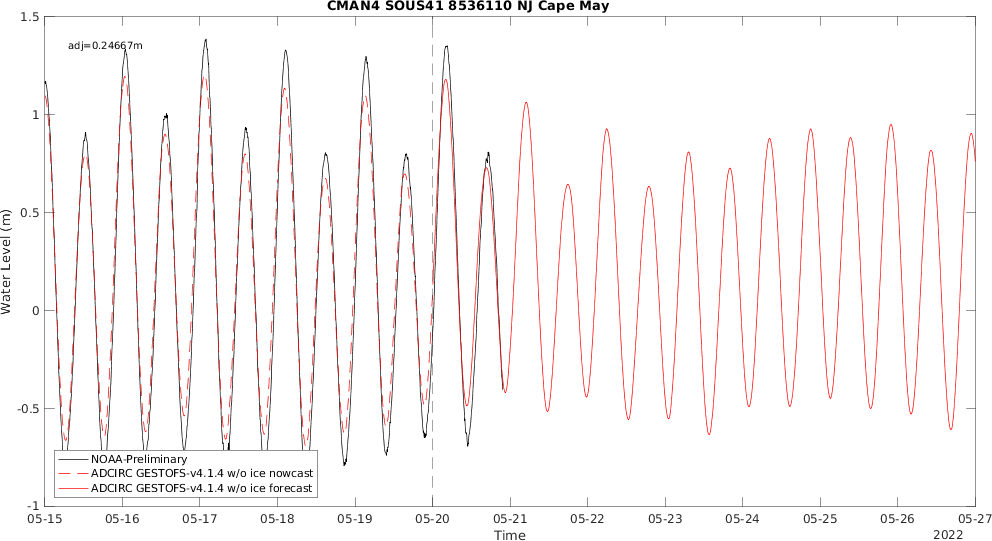 CMAN4 SOUS41 8536110 NJ Cape May
adj=0.24667m
1.5
1
0.5
0
-0.5
-1
Water Level (m)
NOAA-Preliminary
ADCIRC GESTOFS-v4.1.4 w/o ice nowcast
ADCIRC GESTOFS-v4.1.4 w/o ice forecast
05-15 05-16 05-17 05-18 05-19 05-20 05-21 05-22 05-23 05-24 05-25 05-26 05-27
Time
2022